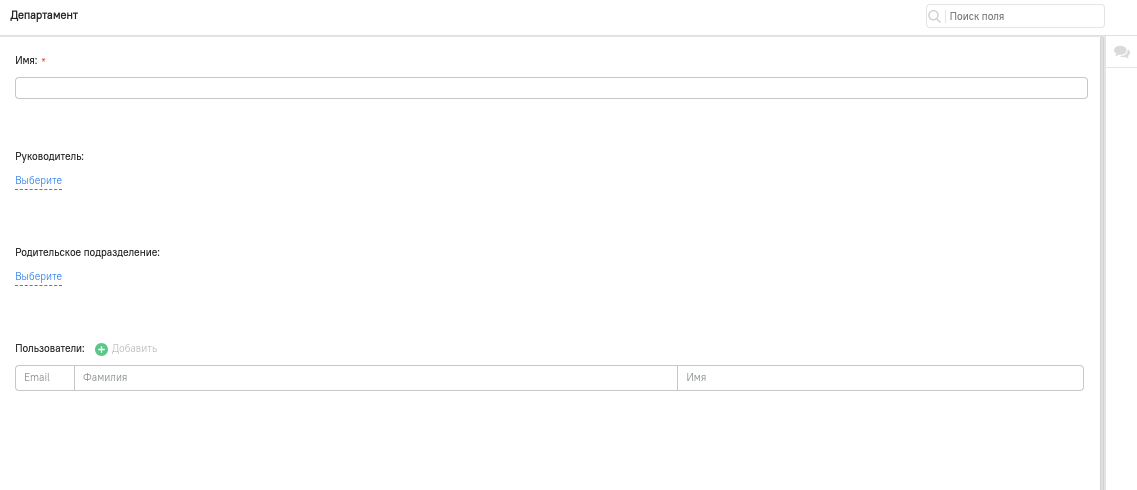 Департамент
Поиск поля
Имя: *
Руководитель:
Выберите
Родительское подразделение:
Выберите
Пользователи: Добавить
Email Фамилия Имя